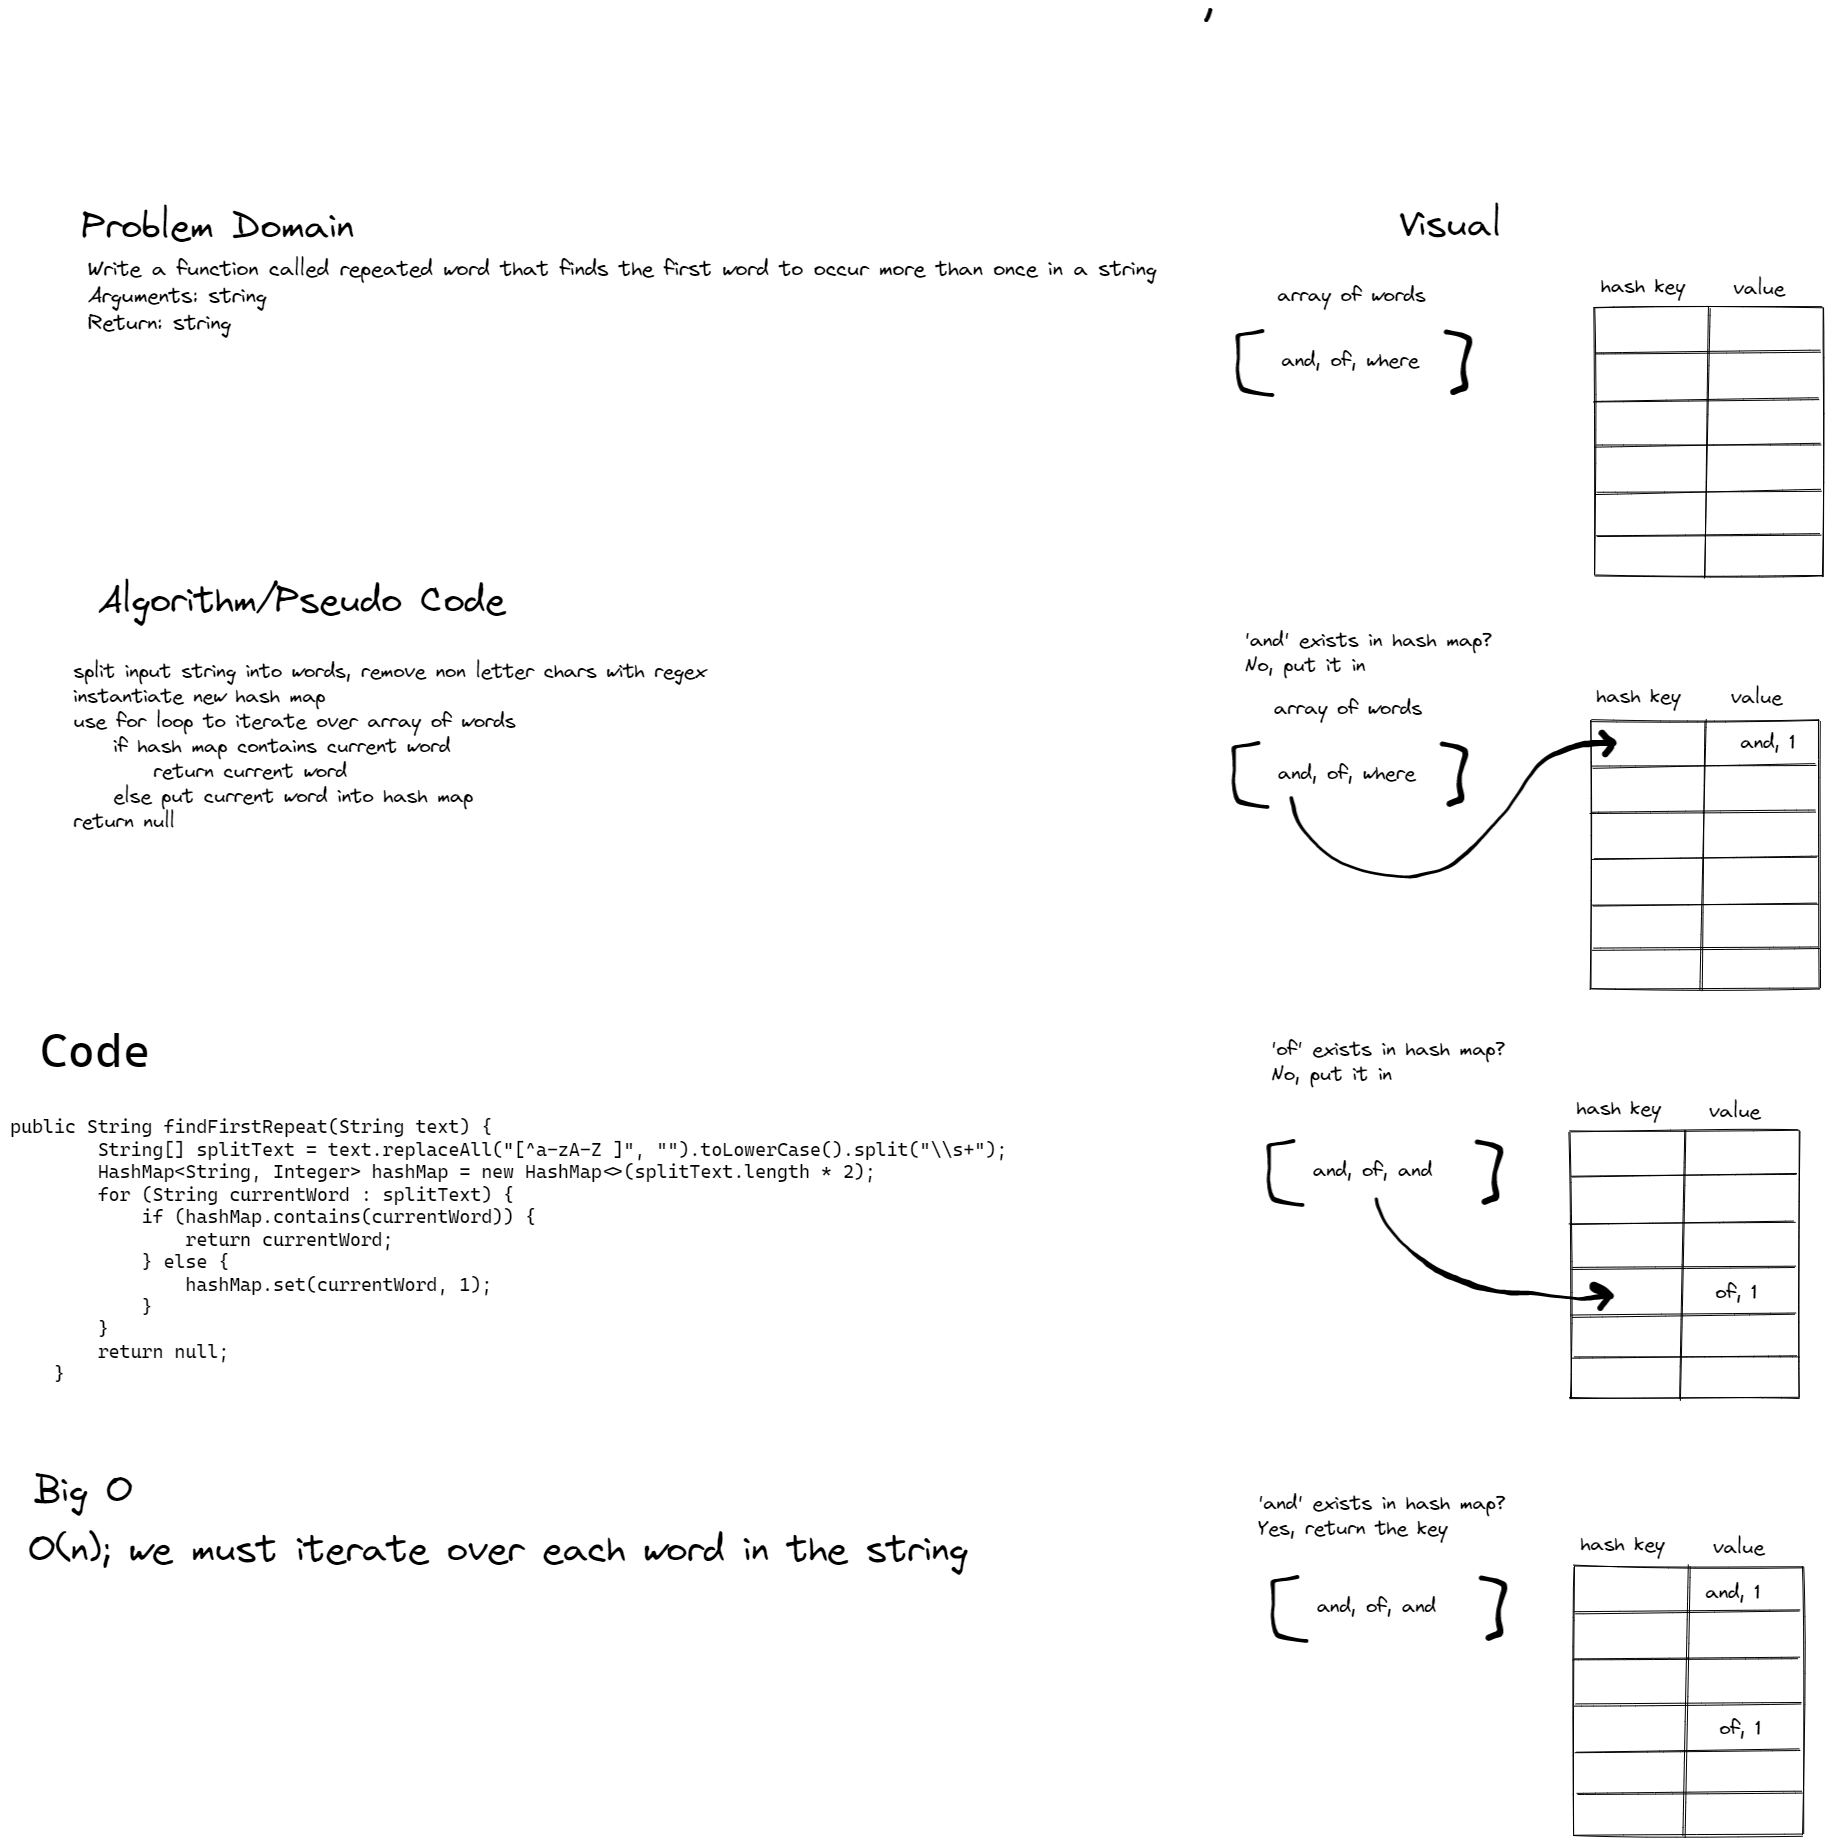 Problem Domain
Write a function called repeated word that finds the first word to occur more than once in a string
Arguments: string
Return: string
Algorithm/Pseudo Code
split input string into words, remove non letter chars with regex
instantiate new hash map
use for loop to iterate over array of words
if hash map contains current word
return current word
else put current word into hash map
return null
Code
public String findFirstRepeat(String text) {
String[] splitText = text.replaceAll("[^a-zA-Z ]", "").toLowerCase().split("\\s+");
HashMap<String, Integer> hashMap = new HashMap<>(splitText.length * 2);
for (String currentWord : splitText) {
if (hashMap.contains(currentWord)) {
return currentWord;
} else {
hashMap.set(currentWord, 1);
}
}
return null;
}
Big O
O(n); we must iterate over each word in the string
Visual
array of words
[ and, of, where ]
hash key value
'and' exists in hash map?
No, put it in
array of words
[ and, of, where ]
hash key value
and, 1
'of' exists in hash map?
No, put it in
[ and, of, and ]
hash key value
of, 1
'and' exists in hash map?
Yes, return the key
[ and, of, and ]
hash key value
and, 1
of, 1